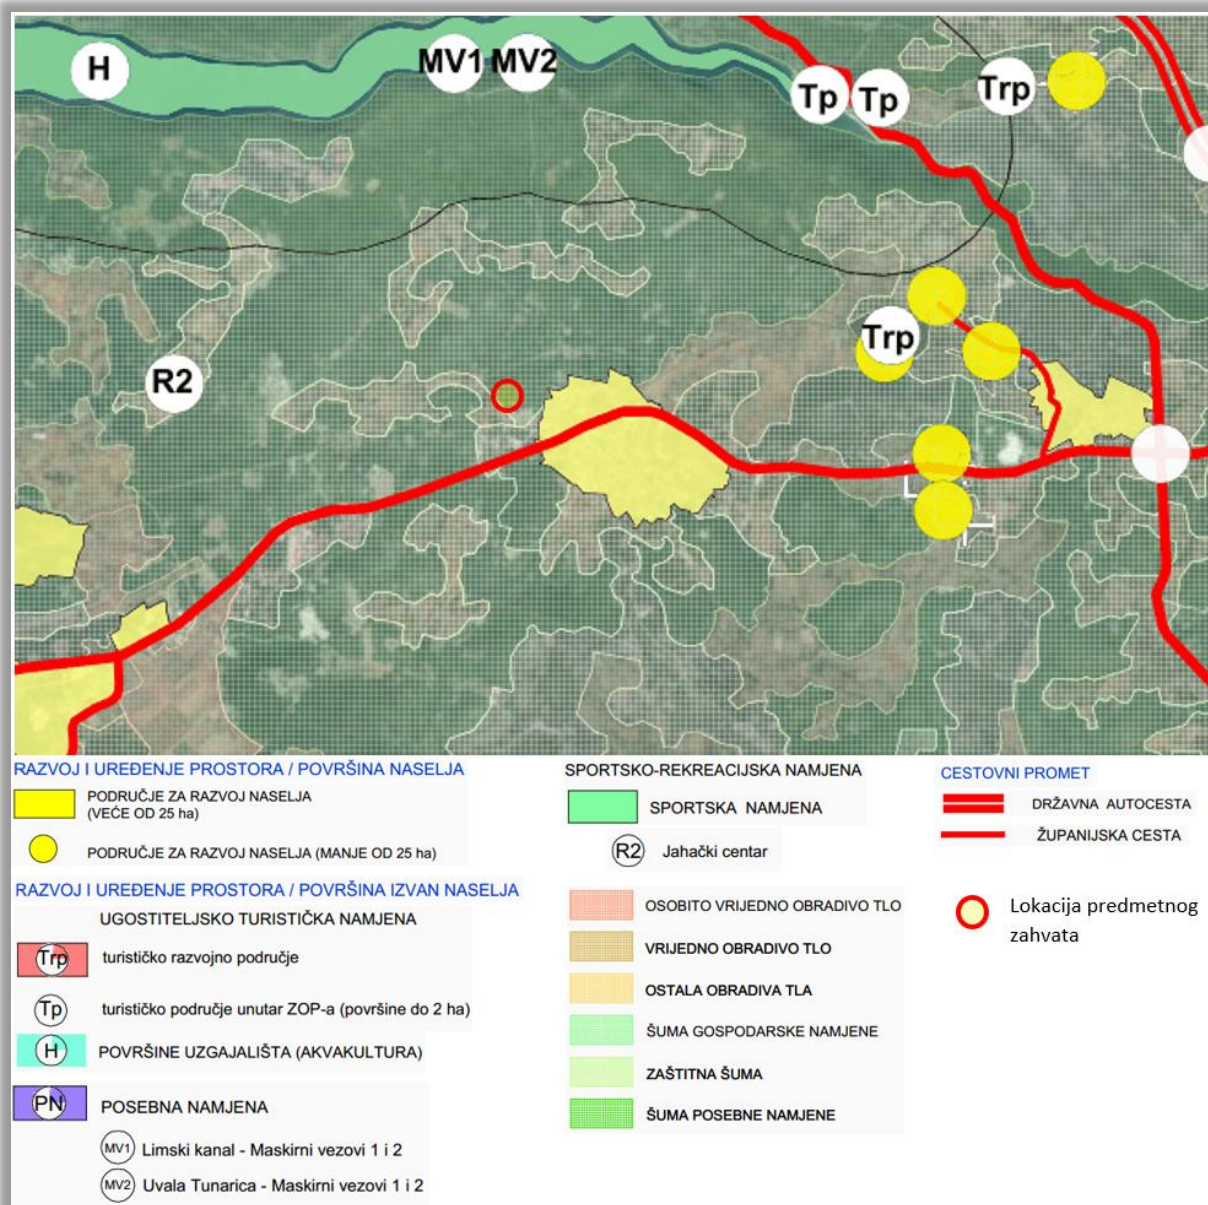 H
MV1 MV2
Tp Tp
Trp
Trp
R2
RAZVOJ I UREĐENJE PROSTORA / POVRŠINA NASELJA
PODRUČJE ZA RAZVOJ NASELJA
(VEĆE OD 25 ha)
PODRUČJE ZA RAZVOJ NASELJA (MANJE OD 25 ha)
RAZVOJ I UREĐENJE PROSTORA / POVRŠINA IZVAN NASELJA
UGOSTITELJSKO TURISTIČKA NAMJENA
Trp turističko razvojno područje
Tp turističko područje unutar ZOP-a (površine do 2 ha)
H POVRŠINE UZGAJALIŠTA (AKVAKULTURA)
PN POSEBNA NAMJENA
MV1 Limski kanal - Maskirni vezovi 1 i 2
MV2 Uvala Tunarica - Maskirni vezovi 1 i 2
SPORTSKO-REKREACIJSKA NAMJENA
SPORTSKA NAMJENA
R2 Jahački centar
OSOBITO VRIJEDNO OBRADIVO TLO
VRIJEDNO OBRADIVO TLO
OSTALA OBRADIVA TLA
ŠUMA GOSPODARSKE NAMJENE
ZAŠTITNA ŠUMA
ŠUMA POSEBNE NAMJENE
CESTOVNI PROMET
DRŽAVNA AUTOCESTA
ŽUPANIJSKA CESTA
Lokacija predmetnog
zahvata